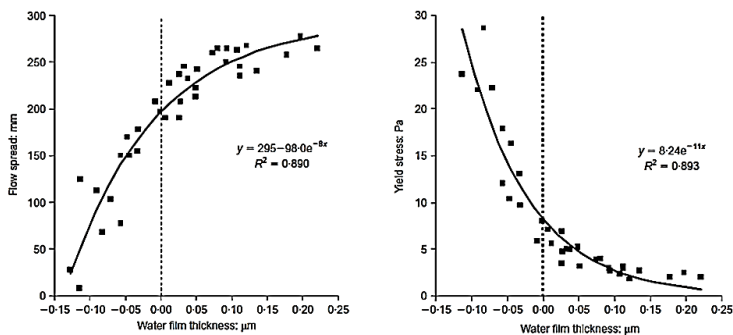 300
250
200
150
100
50
0
Flow spread: mm
y = 295–98·0e⁻⁸ˣ
R² = 0·890
−0·15 −0·10 −0·05 0·00 0·05 0·10 0·15 0·20 0·25
Water film thickness: μm
30
25
20
15
10
5
0
Yield stress: Pa
y = 8·24e⁻¹¹ˣ
R² = 0·893
−0·15 −0·10 −0·05 0·00 0·05 0·10 0·15 0·20 0·25
Water film thickness: μm